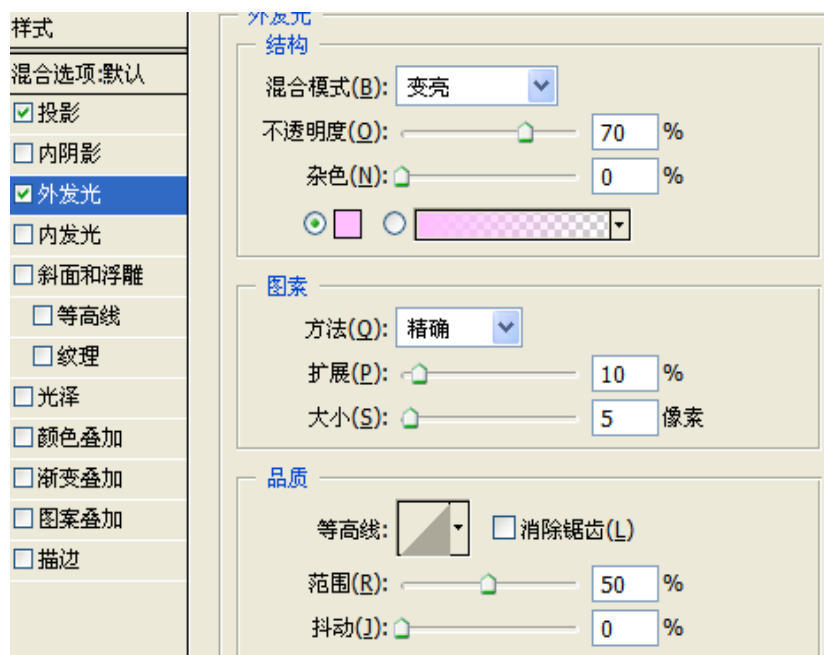 样式
混合选项:默认
投影
内阴影
外发光
内发光
斜面和浮雕
等高线
纹理
光泽
颜色叠加
渐变叠加
图案叠加
描边
外发光
结构
混合模式(B): 变亮
不透明度(O): 70 %
杂色(N): 0 %
图素
方法(Q): 精确
扩展(P): 10 %
大小(S): 5 像素
品质
等高线: 消除锯齿(L)
范围(R): 50 %
抖动(J): 0 %